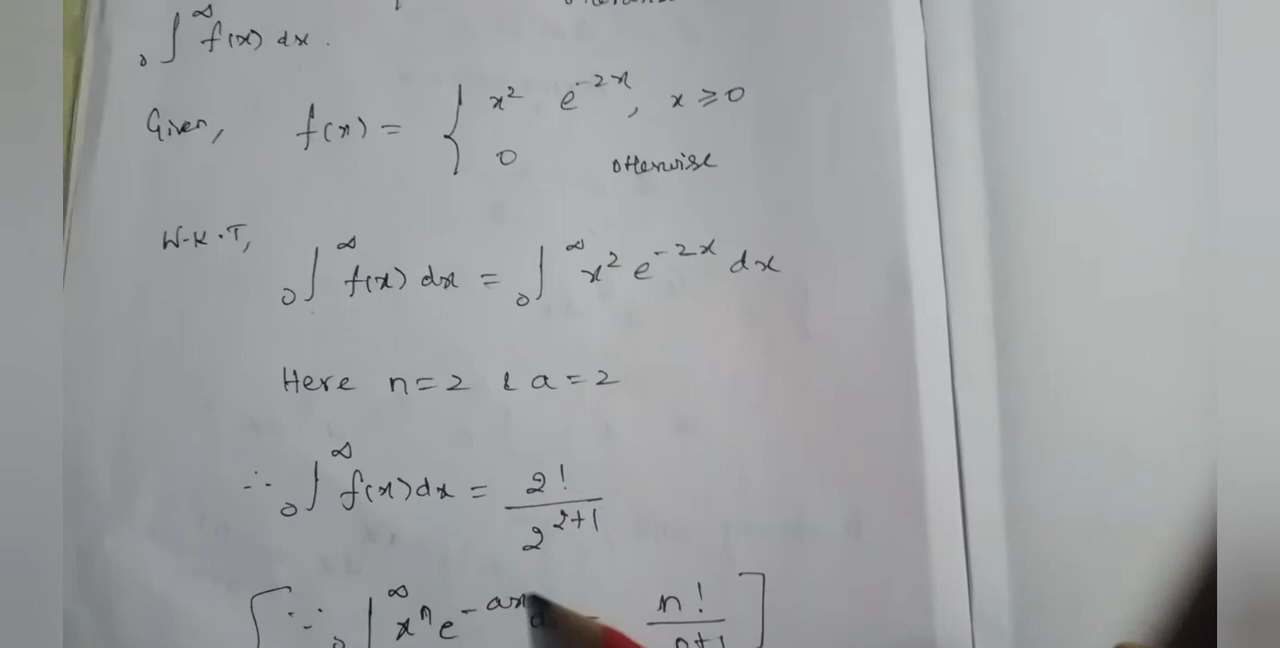 ₀∫^∞ f(x) dx.
Given, f(x) = { x² e^{-2x}, x ≥ 0
0 otherwise
W.K.T,
₀∫^∞ f(x) dx = ₀∫^∞ x² e^{-2x} dx
Here n=2 & a=2
∴ ₀∫^∞ f(x) dx = 2! / 2^{2+1}
[∵ ₀∫^∞ xⁿ e^{-ax} n! / n+1]